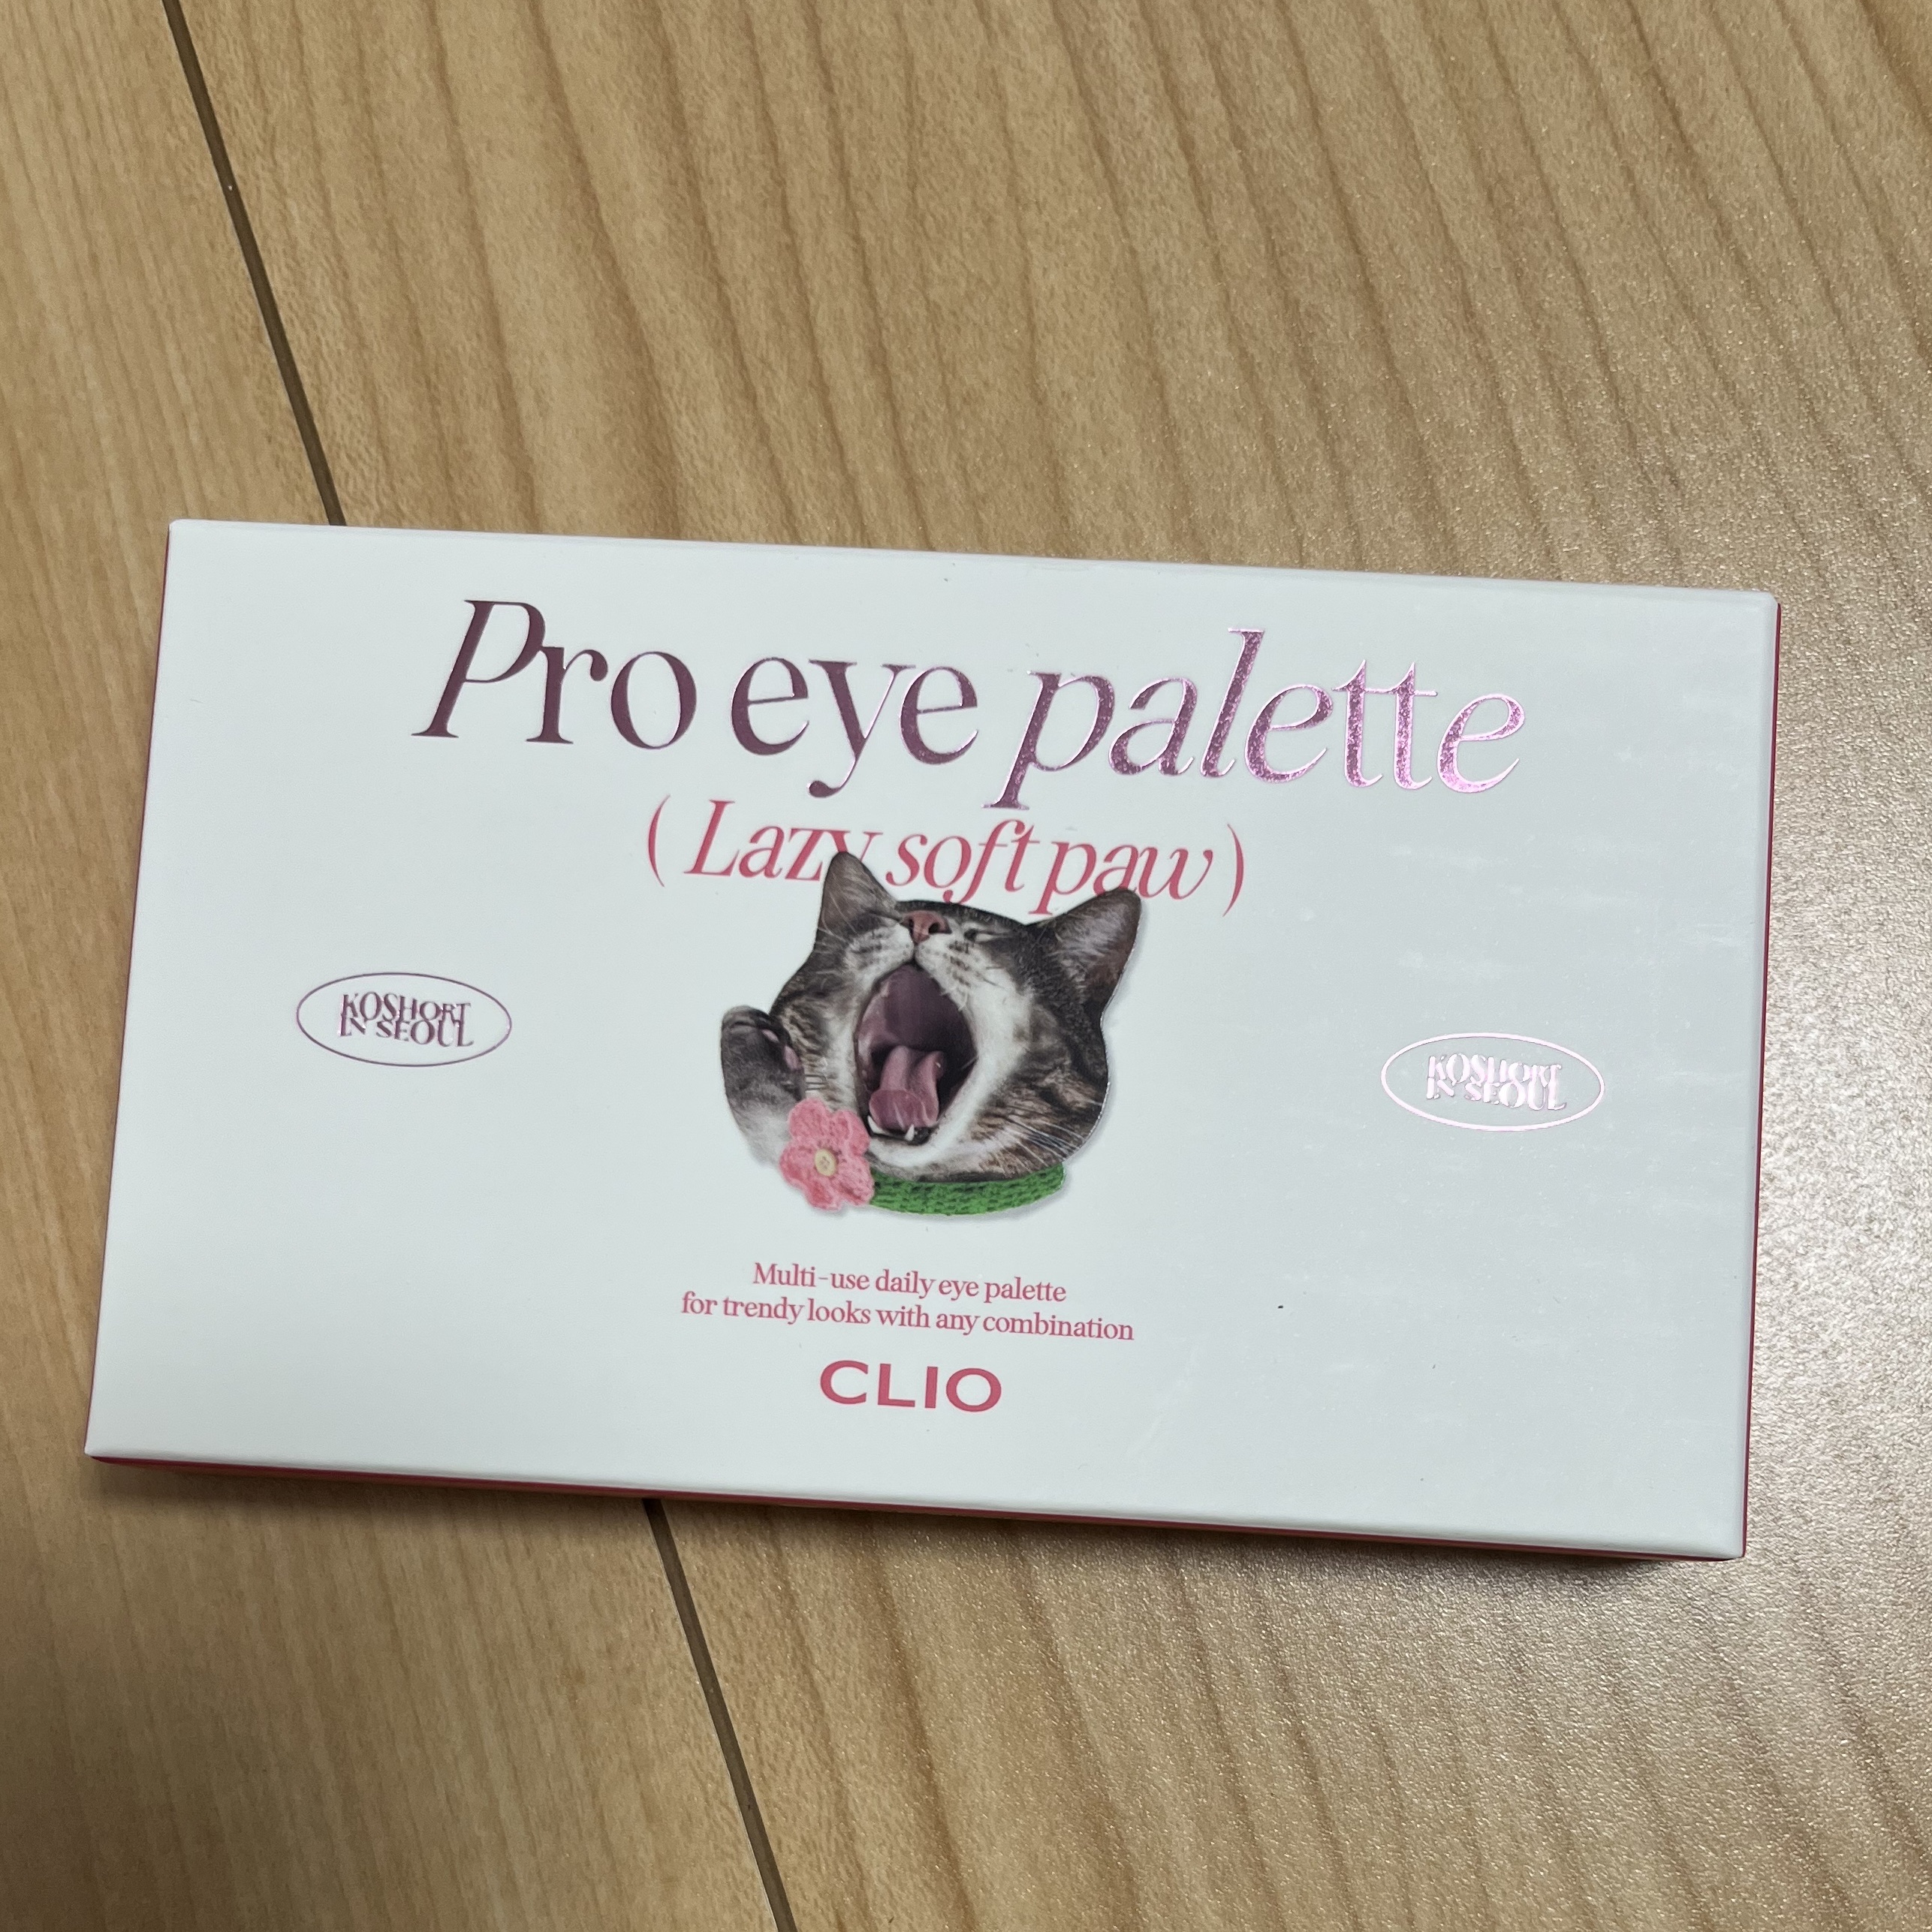 Pro eye palette
( Lazy soft paw )
KOSHORT
IN SEOUL
KOSHORT
IN SEOUL
Multi-use daily eye palette
for trendy looks with any combination
CLIO